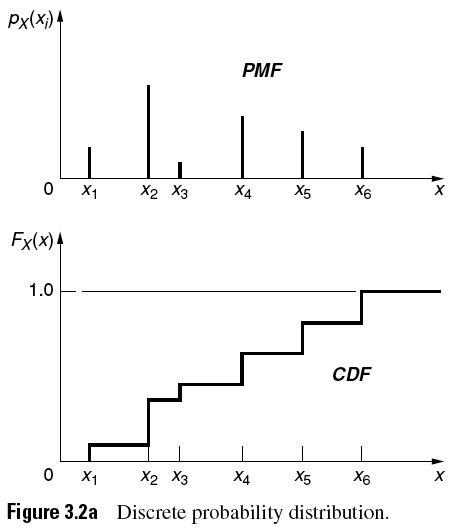 pX(xi)
PMF
0 x1 x2 x3 x4 x5 x6 x
FX(x)
1.0
CDF
0 x1 x2 x3 x4 x5 x6 x
Figure 3.2a Discrete probability distribution.